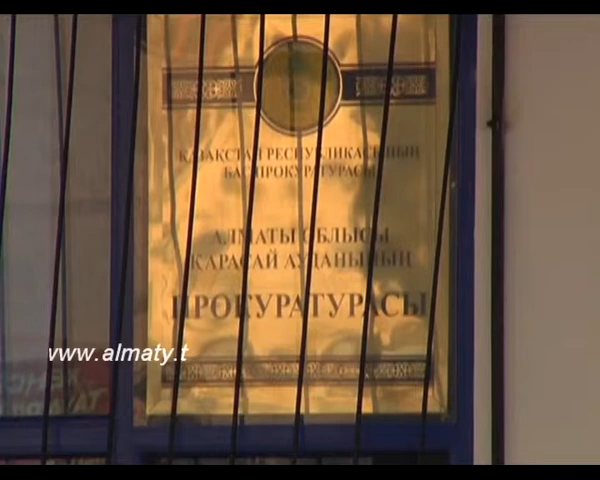 ҚАЗАҚСТАН РЕСПУБЛИКАСЫНЫҢ
БАС ПРОКУРАТУРАСЫ
АЛМАТЫ ОБЛЫСЫ
ҚАРАСАЙ АУДАНЫНЫҢ
ПРОКУРАТУРАСЫ
www.almaty.t